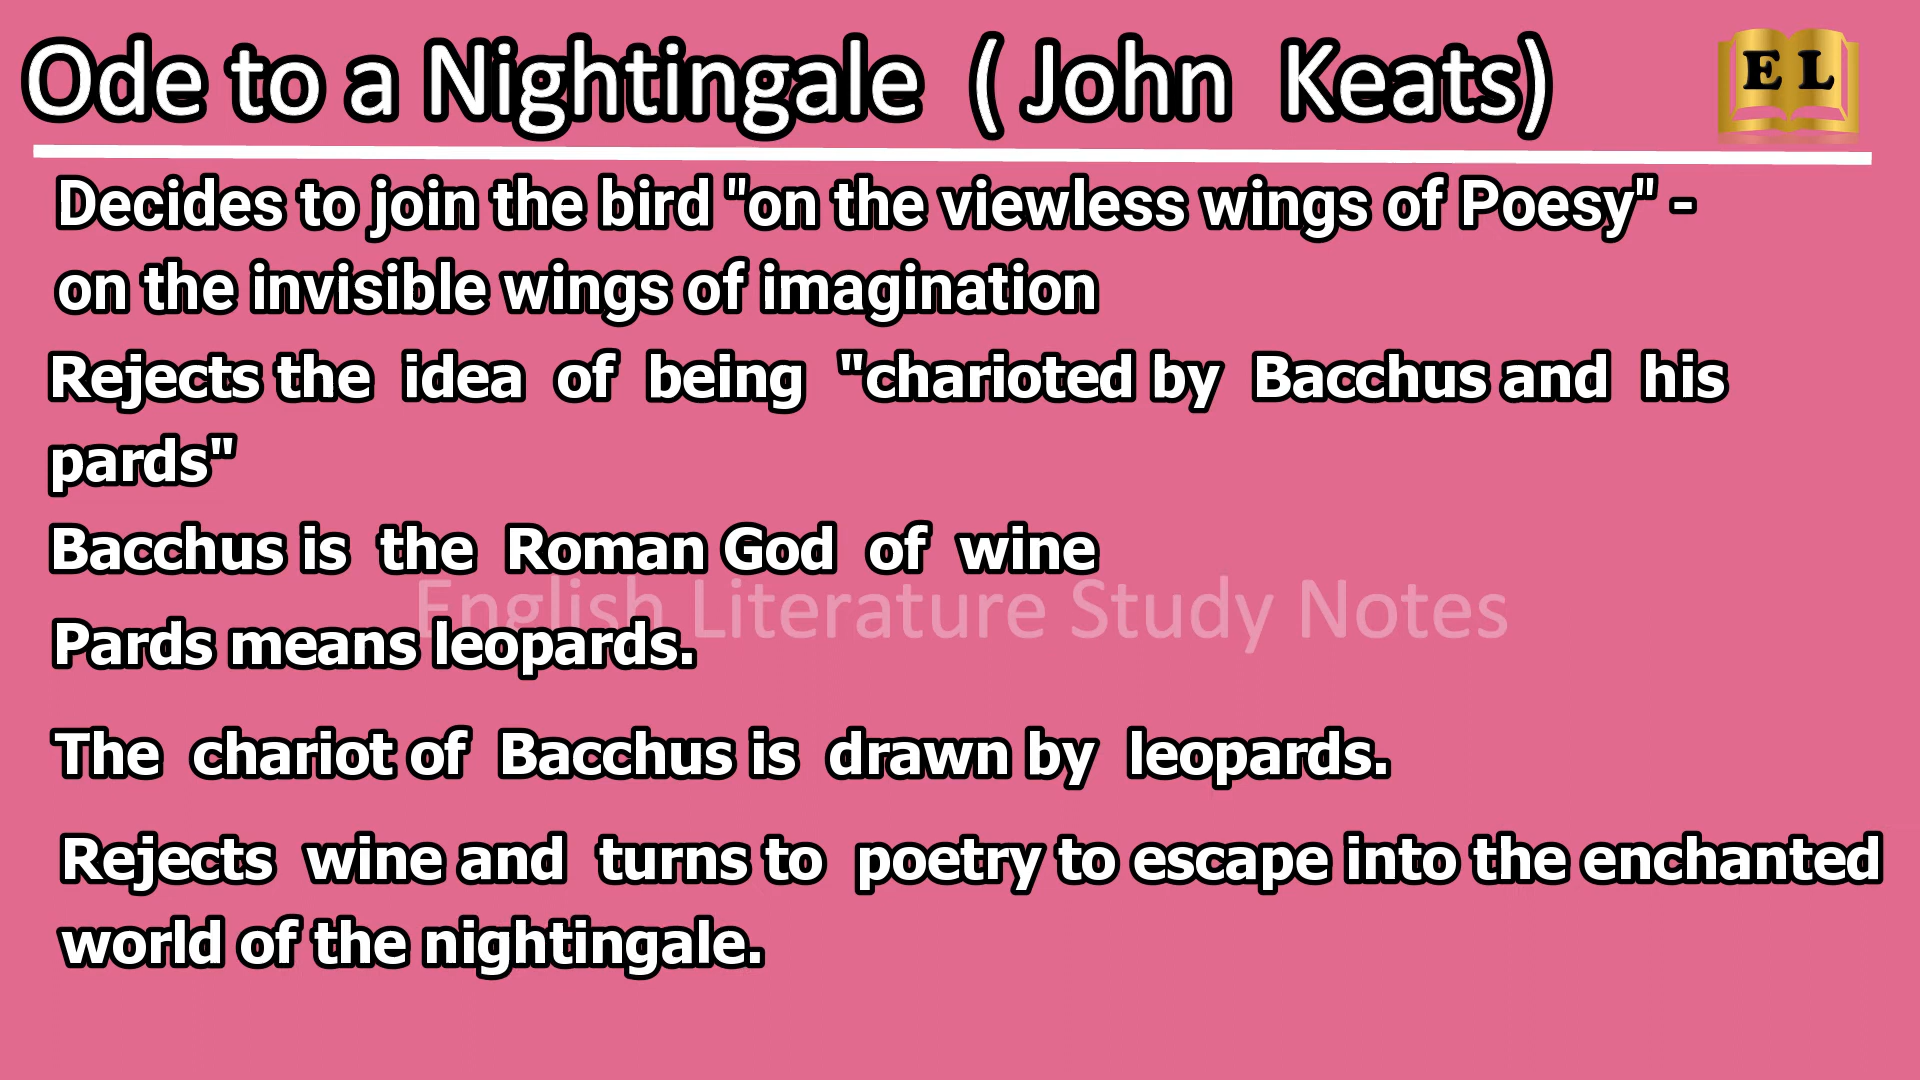 Ode to a Nightingale ( John Keats)
E L
Decides to join the bird "on the viewless wings of Poesy" -
on the invisible wings of imagination
Rejects the idea of being "charioted by Bacchus and his
pards"
Bacchus is the Roman God of wine
English Literature Study Notes
Pards means leopards.
The chariot of Bacchus is drawn by leopards.
Rejects wine and turns to poetry to escape into the enchanted
world of the nightingale.